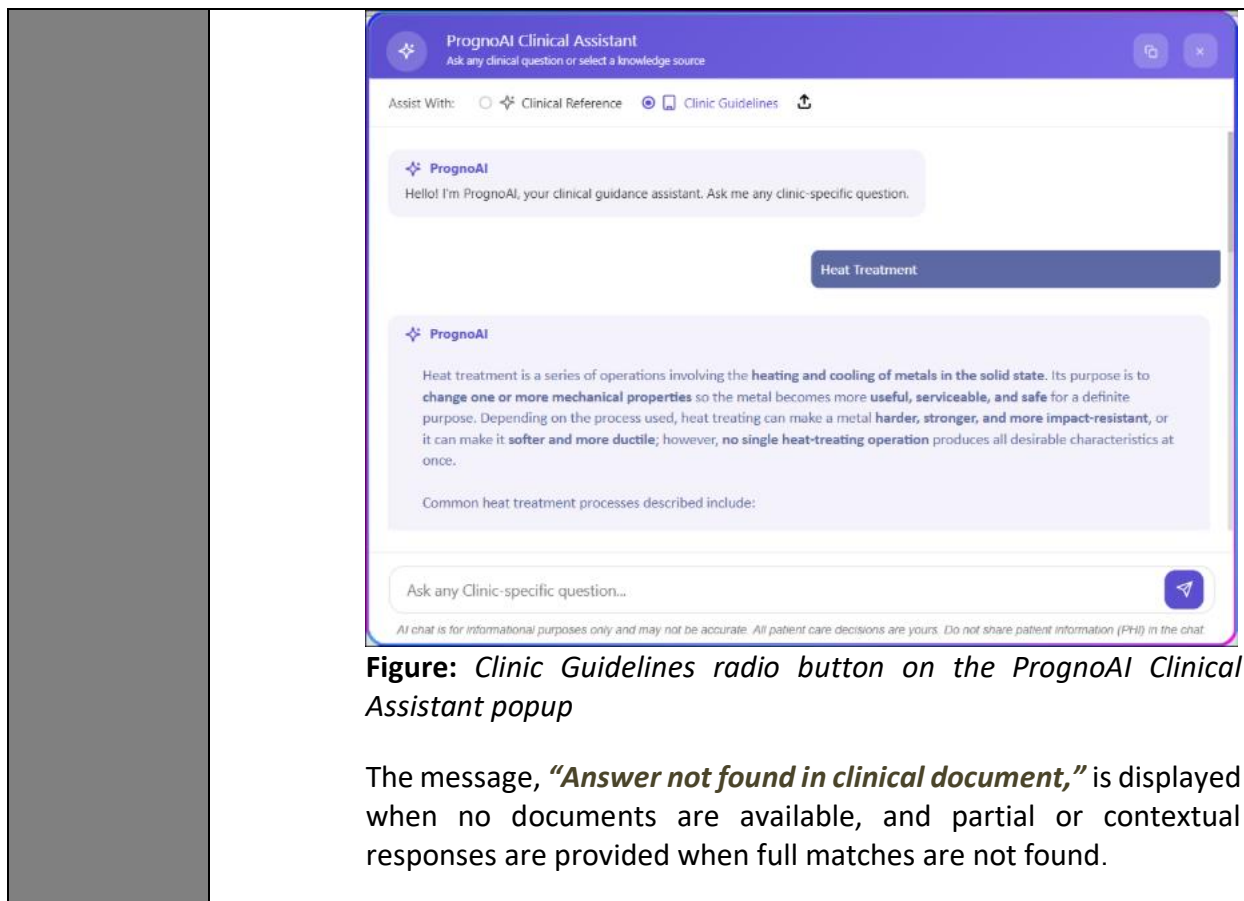 PrognoAI Clinical Assistant
Ask any clinical question or select a knowledge source
Assist With: Clinical Reference Clinic Guidelines
PrognoAI
Hello! I'm PrognoAI, your clinical guidance assistant. Ask me any clinic-specific question.
Heat Treatment
PrognoAI
Heat treatment is a series of operations involving the heating and cooling of metals in the solid state. Its purpose is to
change one or more mechanical properties so the metal becomes more useful, serviceable, and safe for a definite
purpose. Depending on the process used, heat treating can make a metal harder, stronger, and more impact-resistant, or
it can make it softer and more ductile; however, no single heat-treating operation produces all desirable characteristics at
once.
Common heat treatment processes described include:
Ask any Clinic-specific question...
AI chat is for informational purposes only and may not be accurate. All patient care decisions are yours. Do not share patient information (PHI) in the chat.
Figure: Clinic Guidelines radio button on the PrognoAI Clinical
Assistant popup
The message, “Answer not found in clinical document,” is displayed
when no documents are available, and partial or contextual
responses are provided when full matches are not found.